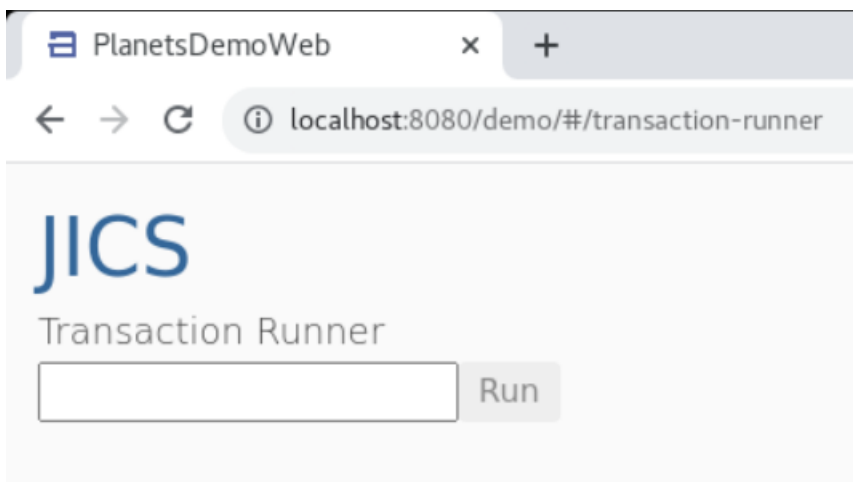 PlanetsDemoWeb
localhost:8080/demo/#/transaction-runner
JICS
Transaction Runner
Run